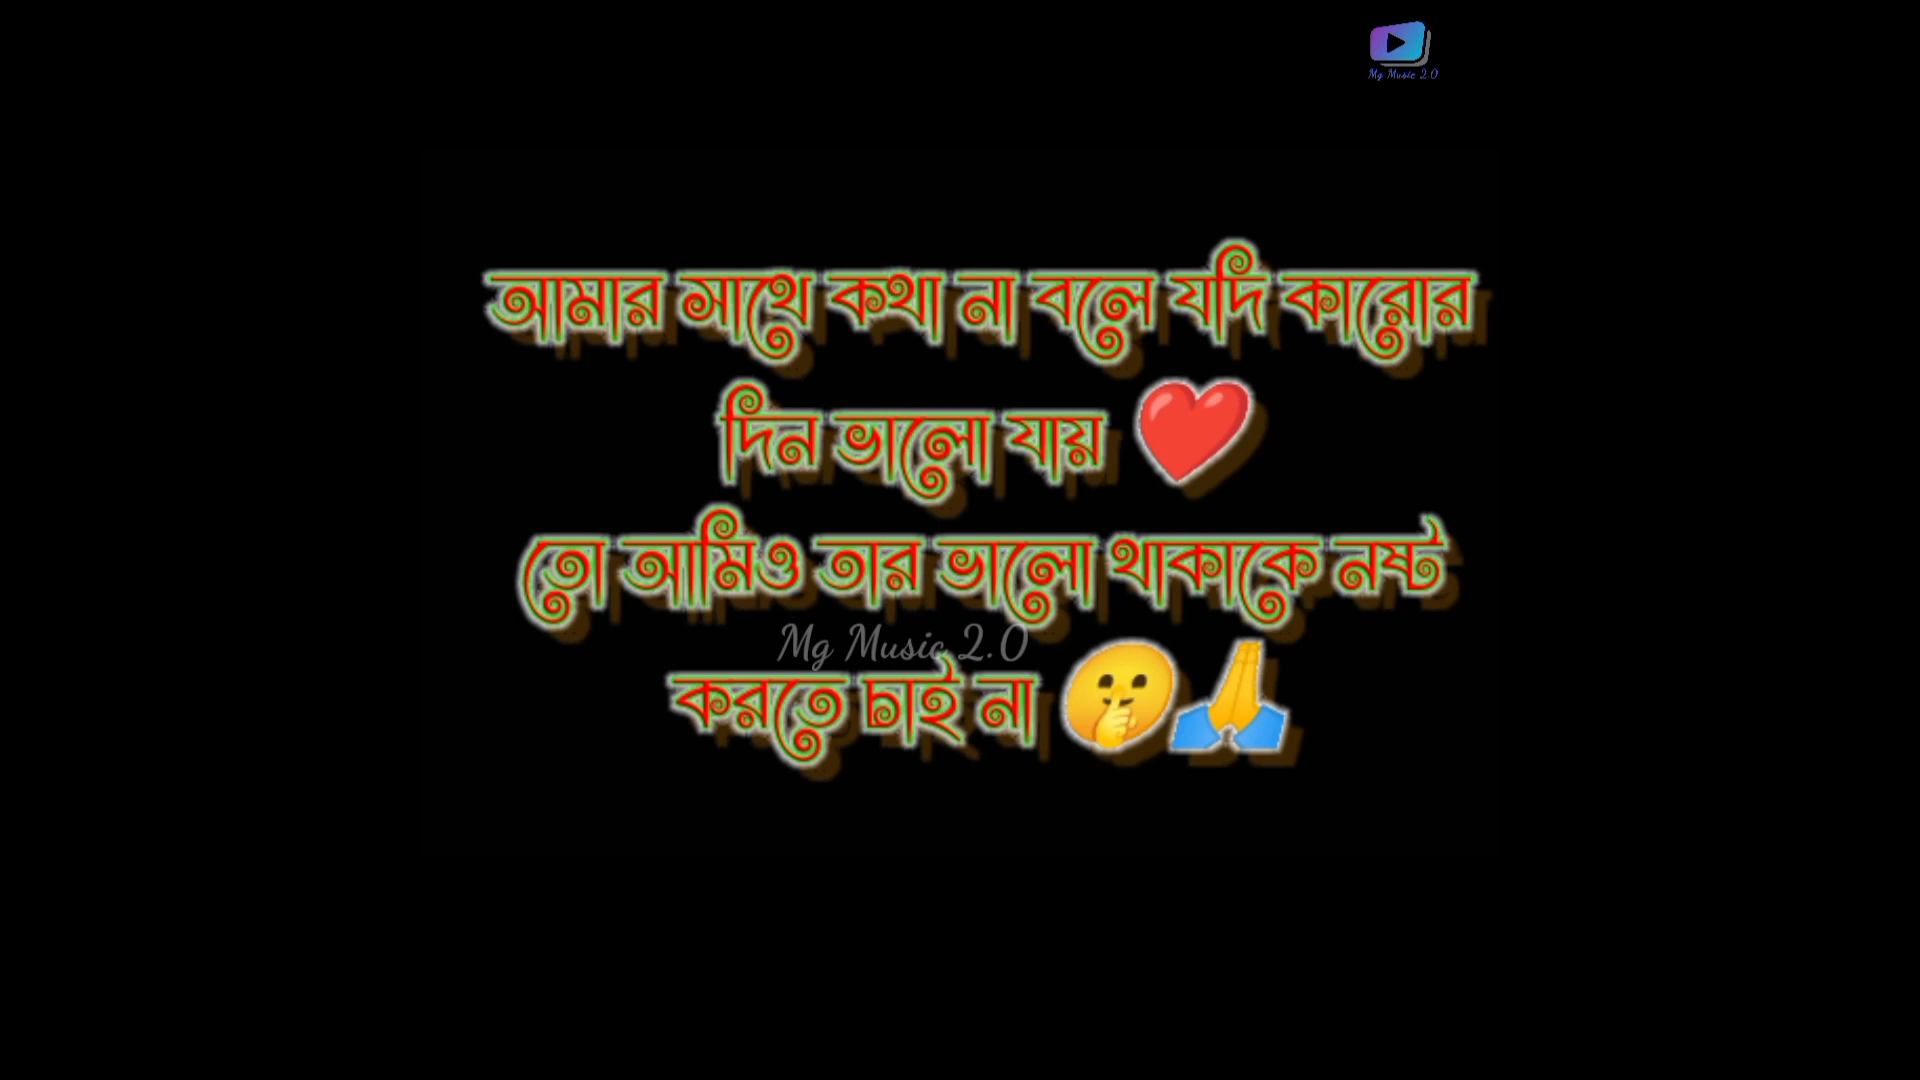 Mg Music 2.0
আমার সাথে কথা না বলে যদি কারোর
দিন ভালো যায় ❤️
তো আমিও তার ভালো থাকাকে নষ্ট
Mg Music 2.0
করতে চাই না 🤫🙏